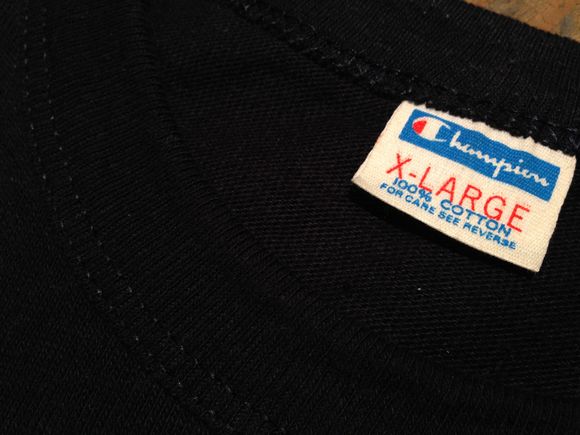 Champion
X-LARGE
100% COTTON
FOR CARE SEE REVERSE